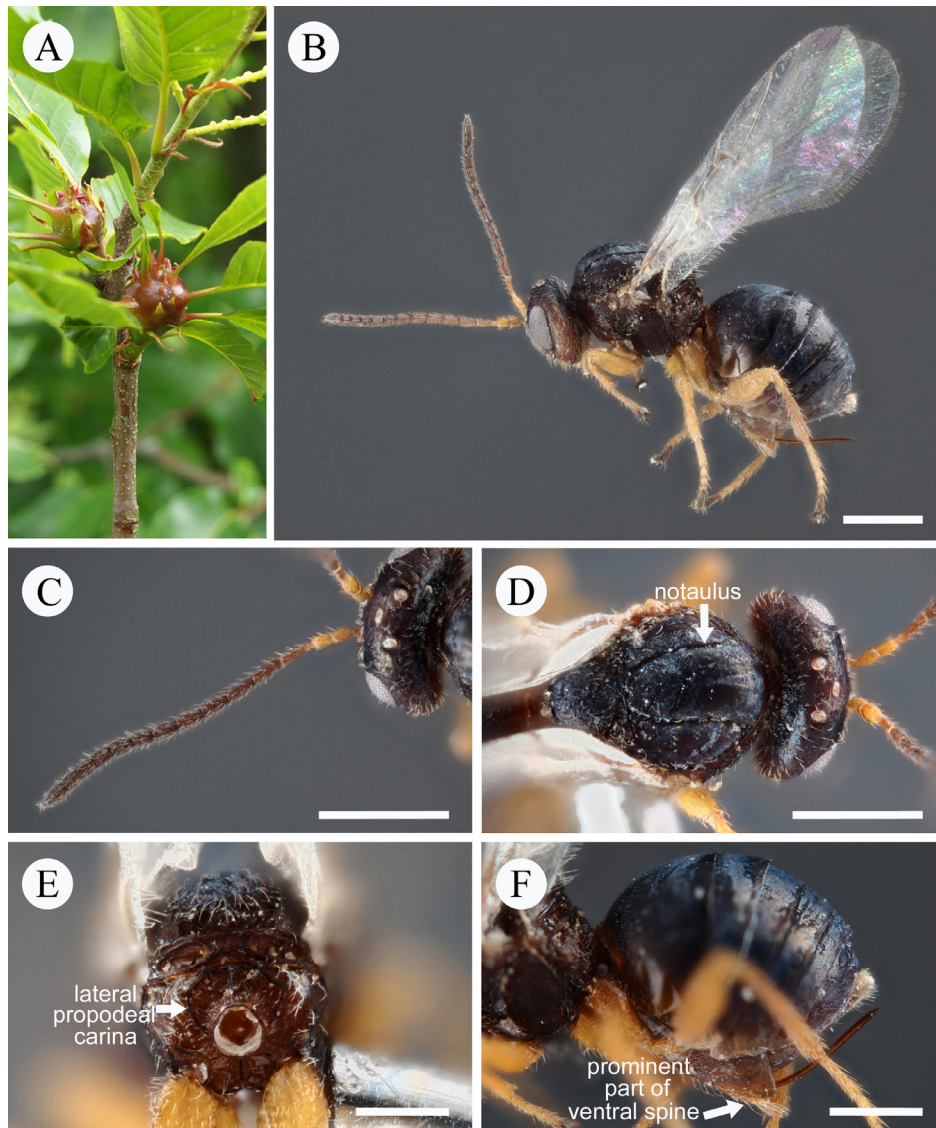 A
B
C
D
notaulus
E
lateral
propodeal
carina
F
prominent
part of
ventral spine